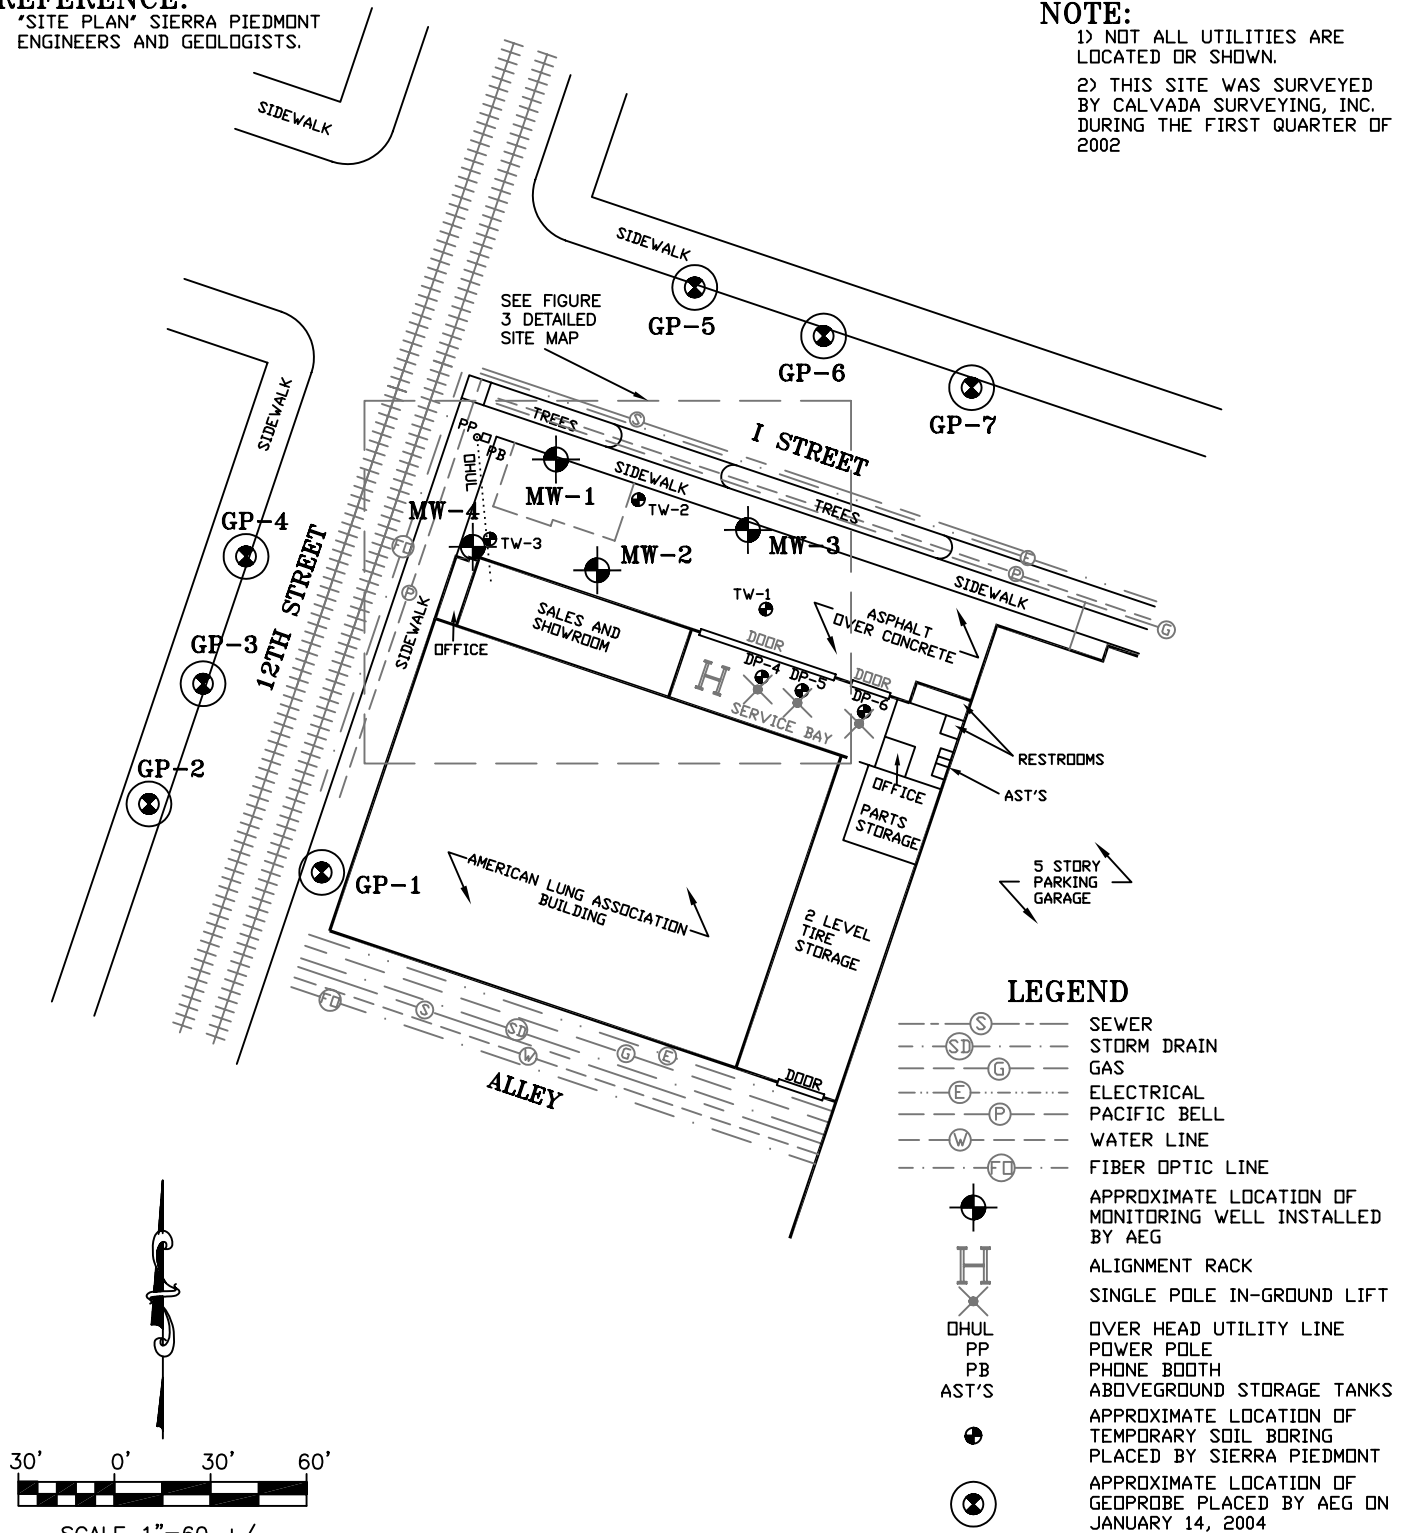 REFERENCE:
"SITE PLAN" SIERRA PIEDMONT
ENGINEERS AND GEOLOGISTS.
NOTE:
1) NOT ALL UTILITIES ARE
LOCATED OR SHOWN.
2) THIS SITE WAS SURVEYED
BY CALVADA SURVEYING, INC.
DURING THE FIRST QUARTER OF
2002
SIDEWALK
SIDEWALK
SEE FIGURE
3 DETAILED
SITE MAP
GP-5
GP-6
GP-7
SIDEWALK
S
TREES
I STREET
PP
PB
OHUL
SIDEWALK
MW-1
TW-2
TREES
MW-4
GP-4
FO
TW-3
MW-2
MW-3
E
P
12TH STREET
P
TW-1
SIDEWALK
G
SALES AND
SHOWROOM
ASPHALT
OVER CONCRETE
GP-3
SIDEWALK
OFFICE
DOOR
DP-4
DP-5
DOOR
DP-6
H
SERVICE BAY
GP-2
RESTROOMS
OFFICE
AST'S
PARTS
STORAGE
GP-1
AMERICAN LUNG ASSOCIATION
BUILDING
5 STORY
PARKING
GARAGE
2 LEVEL
TIRE
STORAGE
FO
S
SD
W
G
E
ALLEY
DOOR
LEGEND
S SEWER
SD STORM DRAIN
G GAS
E ELECTRICAL
P PACIFIC BELL
W WATER LINE
FO FIBER OPTIC LINE
APPROXIMATE LOCATION OF
MONITORING WELL INSTALLED
BY AEG
H ALIGNMENT RACK
SINGLE POLE IN-GROUND LIFT
OHUL OVER HEAD UTILITY LINE
PP POWER POLE
PB PHONE BOOTH
AST'S ABOVEGROUND STORAGE TANKS
APPROXIMATE LOCATION OF
TEMPORARY SOIL BORING
PLACED BY SIERRA PIEDMONT
APPROXIMATE LOCATION OF
GEOPROBE PLACED BY AEG ON
JANUARY 14, 2004
30' 0' 30' 60'
SCALE 1"=60 +/